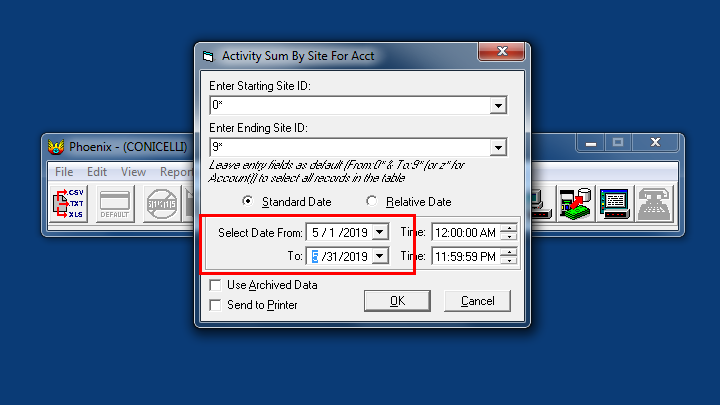 Activity Sum By Site For Acct
Enter Starting Site ID:
0*
Enter Ending Site ID:
9*
Leave entry fields as default (From:0* & To:9* (or z* for
Account)) to select all records in the table
Standard Date
Relative Date
Select Date From: 5 / 1 /2019 Time: 12:00:00 AM
To: 5 /31/2019 Time: 11:59:59 PM
Use Archived Data
Send to Printer
OK
Cancel
Phoenix - (CONICELLI)
File Edit View Repor
CSV
TXT
XLS
DEFAULT